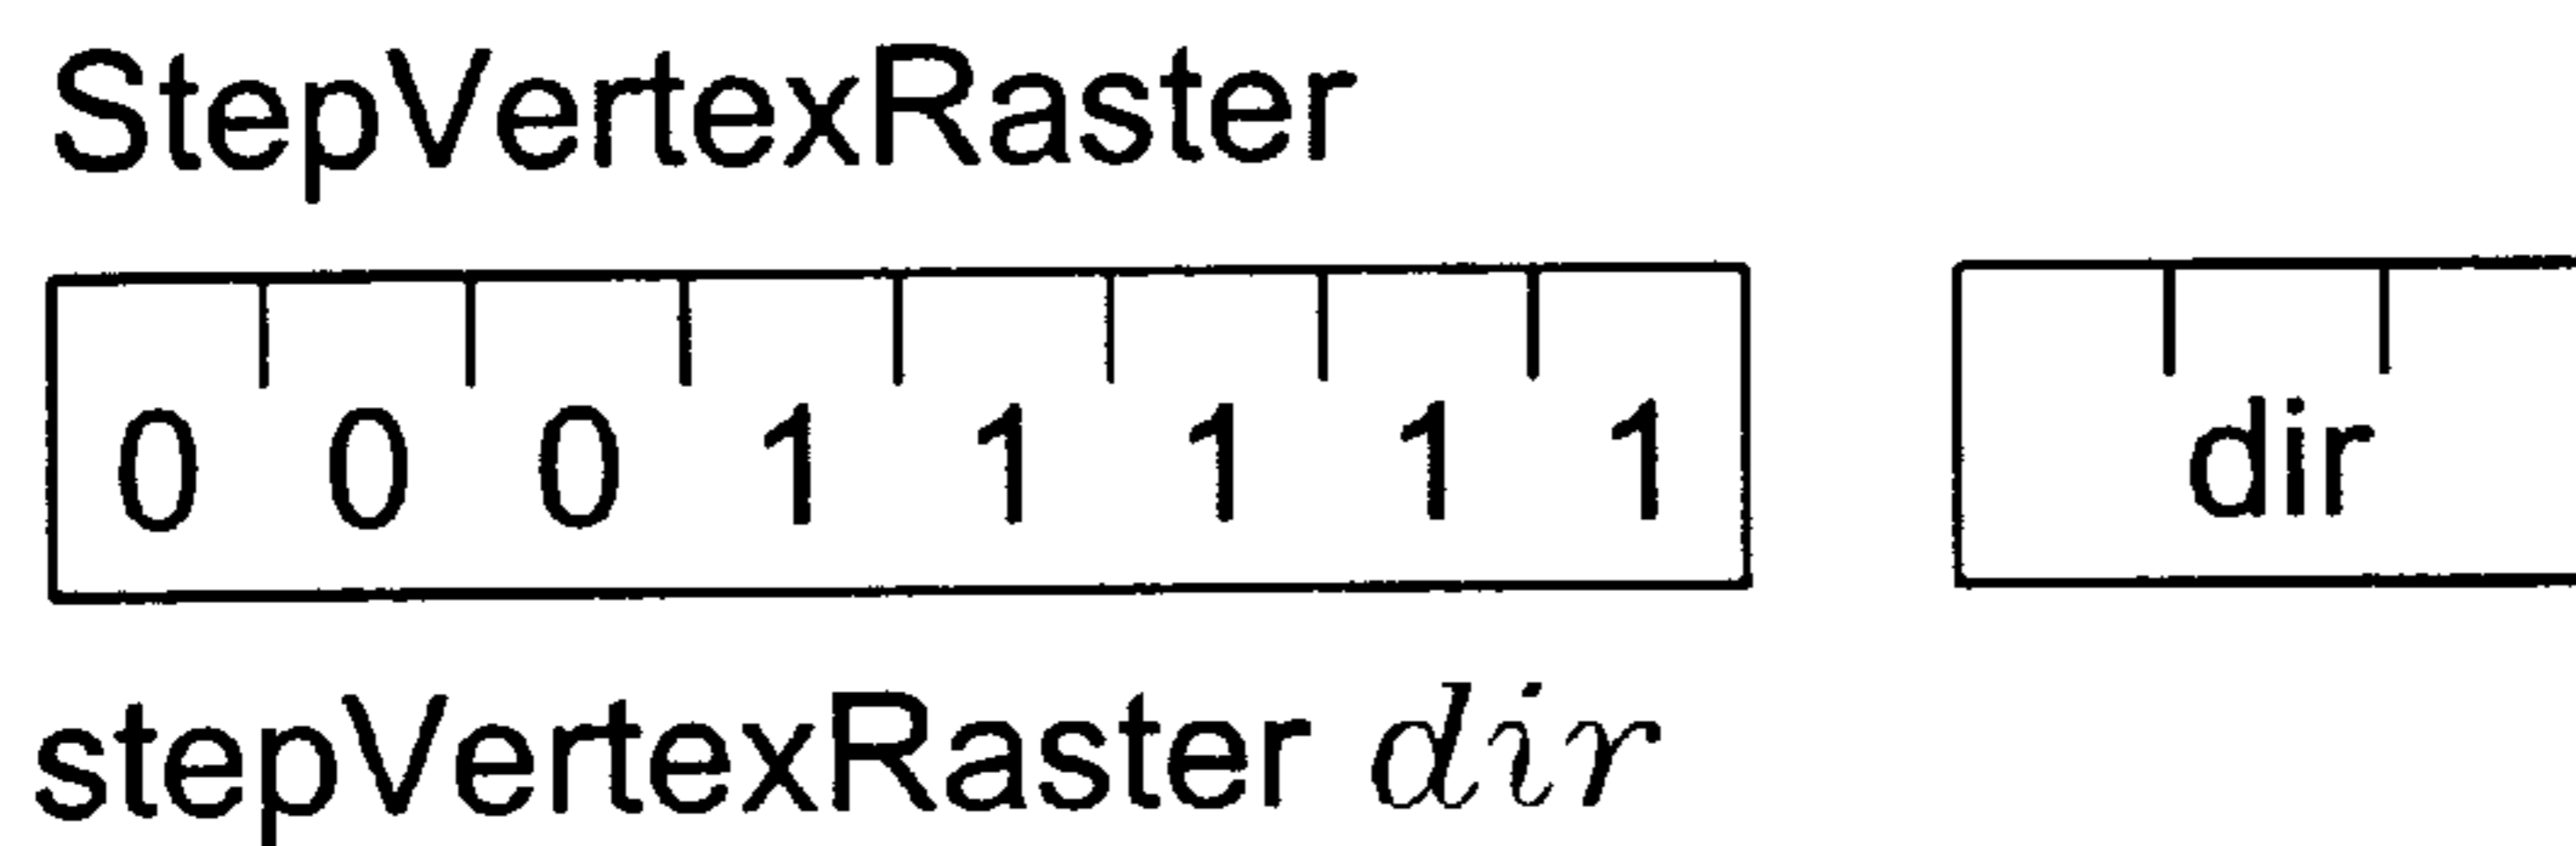 StepVertexRaster
0 0 0 1 1 1 1 1 dir
stepVertexRaster dir